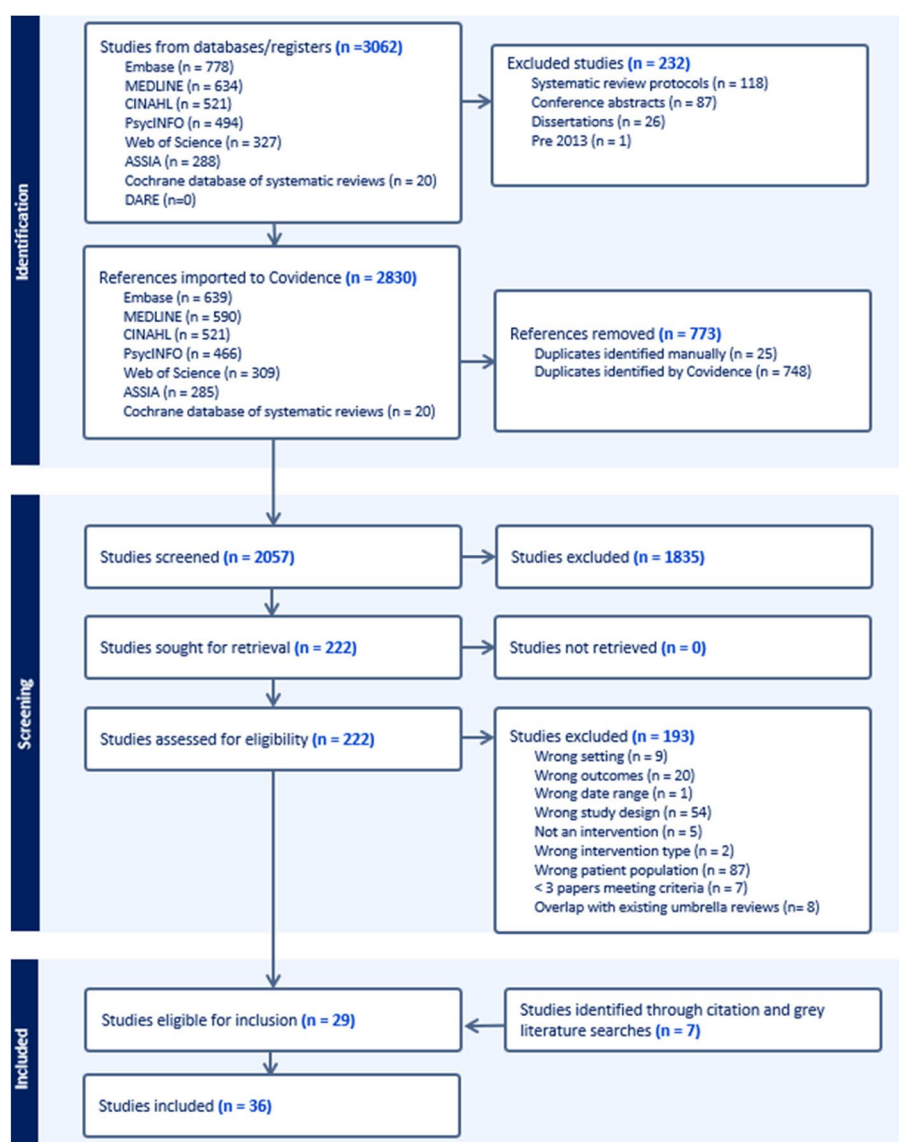 Identification
Studies from databases/registers (n =3062)
Embase (n = 778)
MEDLINE (n = 634)
CINAHL (n = 521)
PsycINFO (n = 494)
Web of Science (n = 327)
ASSIA (n = 288)
Cochrane database of systematic reviews (n = 20)
DARE (n=0)
Excluded studies (n = 232)
Systematic review protocols (n = 118)
Conference abstracts (n = 87)
Dissertations (n = 26)
Pre 2013 (n = 1)
References imported to Covidence (n = 2830)
Embase (n = 639)
MEDLINE (n = 590)
CINAHL (n = 521)
PsycINFO (n = 466)
Web of Science (n = 309)
ASSIA (n = 285)
Cochrane database of systematic reviews (n = 20)
References removed (n = 773)
Duplicates identified manually (n = 25)
Duplicates identified by Covidence (n = 748)
Screening
Studies screened (n = 2057)
Studies excluded (n = 1835)
Studies sought for retrieval (n = 222)
Studies not retrieved (n = 0)
Studies assessed for eligibility (n = 222)
Studies excluded (n = 193)
Wrong setting (n = 9)
Wrong outcomes (n = 20)
Wrong date range (n = 1)
Wrong study design (n = 54)
Not an intervention (n = 5)
Wrong intervention type (n = 2)
Wrong patient population (n = 87)
< 3 papers meeting criteria (n = 7)
Overlap with existing umbrella reviews (n= 8)
Included
Studies eligible for inclusion (n = 29)
Studies identified through citation and grey
literature searches (n = 7)
Studies included (n = 36)